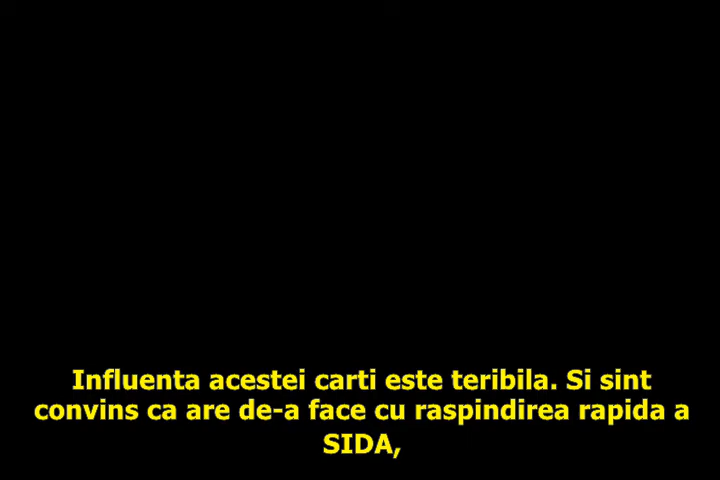 Influenta acestei carti este teribila. Si sint
convins ca are de-a face cu raspindirea rapida a
SIDA,